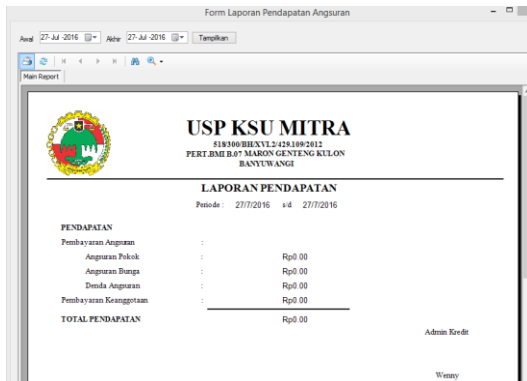 Form Laporan Pendapatan Angsuran
Awal 27- Jul -2016 Akhir 27- Jul -2016 Tampilkan
Main Report
USP KSU MITRA
518/300/BH/XVI.2/429.109/2012
PERT.BMI B.07 MARON GENTENG KULON
BANYUWANGI
LAPORAN PENDAPATAN
Periode : 27/7/2016 s/d 27/7/2016
PENDAPATAN
Pembayaran Angsuran :
Angsuran Pokok : Rp0.00
Angsuran Bunga : Rp0.00
Denda Angsuran : Rp0.00
Pembayaran Keanggotaan : Rp0.00
TOTAL PENDAPATAN Rp0.00
Admin Kredit
Wenny